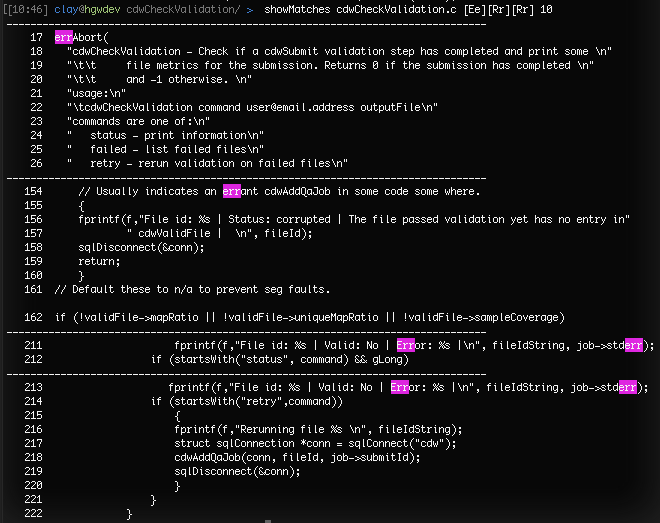 [[10:46] clay@hgwdev cdwCheckValidation/ > showMatches cdwCheckValidation.c [Ee][Rr][Rr] 10
--------------------------------------------------------------------------------
17 errAbort(
18 "cdwCheckValidation - Check if a cdwSubmit validation step has completed and print some \n"
19 "\t\t file metrics for the submission. Returns 0 if the submission has completed \n"
20 "\t\t and -1 otherwise. \n"
21 "usage:\n"
22 "\tcdwCheckValidation command user@email.address outputFile\n"
23 "commands are one of:\n"
24 " status - print information\n"
25 " failed - list failed files\n"
26 " retry - rerun validation on failed files\n"
--------------------------------------------------------------------------------
154 // Usually indicates an errant cdwAddQaJob in some code some where.
155 {
156 fprintf(f,"File id: %s | Status: corrupted | The file passed validation yet has no entry in"
157 " cdwValidFile | \n", fileId);
158 sqlDisconnect(&conn);
159 return;
160 }
161 // Default these to n/a to prevent seg faults.
162 if (!validFile->mapRatio || !validFile->uniqueMapRatio || !validFile->sampleCoverage)
--------------------------------------------------------------------------------
211 fprintf(f,"File id: %s | Valid: No | Error: %s |\n", fileIdString, job->stderr);
212 if (startsWith("status", command) && gLong)
--------------------------------------------------------------------------------
213 fprintf(f,"File id: %s | Valid: No | Error: %s |\n", fileIdString, job->stderr);
214 if (startsWith("retry",command))
215 {
216 fprintf(f,"Rerunning file %s \n", fileIdString);
217 struct sqlConnection *conn = sqlConnect("cdw");
218 cdwAddQaJob(conn, fileId, job->submitId);
219 sqlDisconnect(&conn);
220 }
221 }
222 }